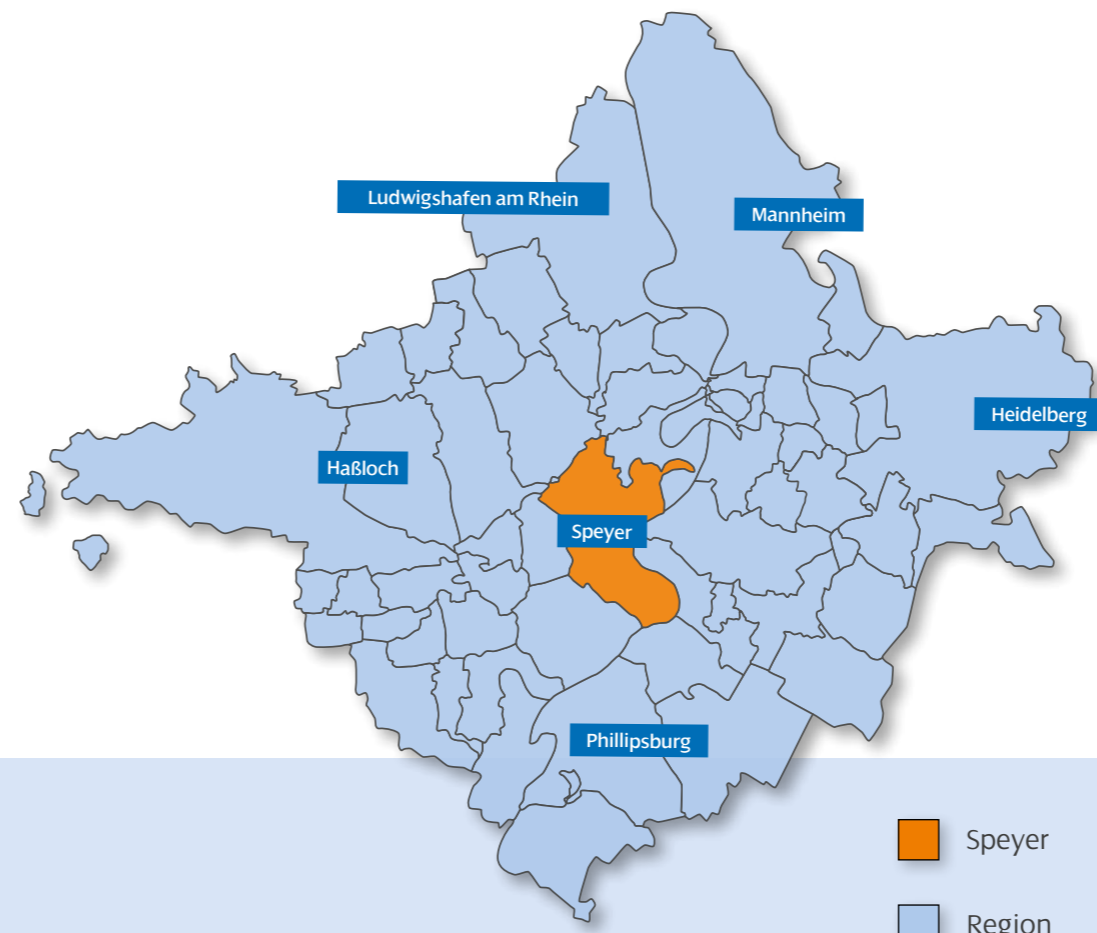 Ludwigshafen am Rhein
Mannheim
Heidelberg
Haßloch
Speyer
Phillipsburg
Speyer
Region